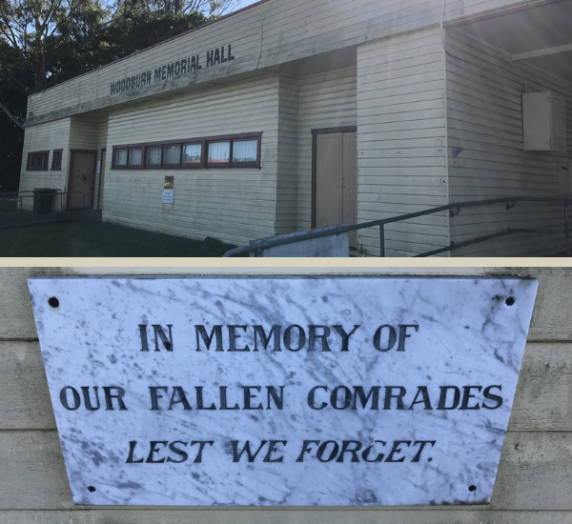 WOODBURN MEMORIAL HALL
IN MEMORY OF
OUR FALLEN COMRADES
LEST WE FORGET.